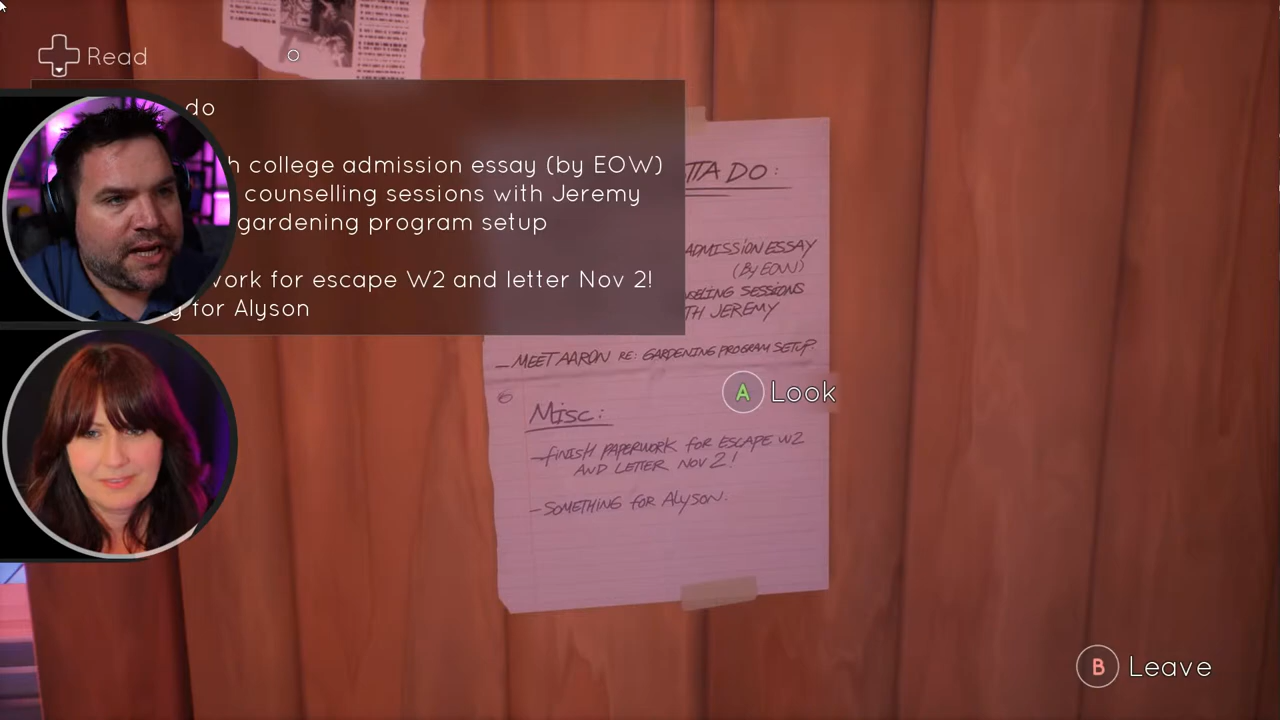 Read
do
h college admission essay (by EOW)
counselling sessions with Jeremy
gardening program setup
work for escape W2 and letter Nov 2!
g for Alyson
TTA DO:
ADMISSION ESSAY
(By EOW)
NSELING SESSIONS
TH JEREMY
- MEET AARON RE: GARDENING PROGRAM SETUP.
MISC:
- FINISH PAPERWORK FOR ESCAPE W2
AND LETTER NOV 2!
- SOMETHING FOR ALYSON.
A Look
B Leave